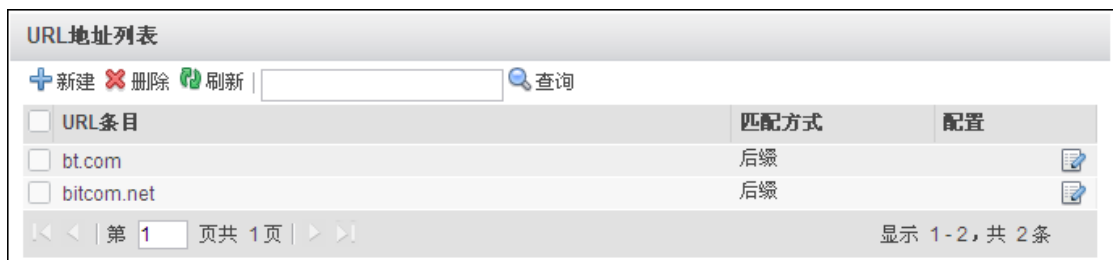 URL地址列表
新建 删除 刷新 | 查询
URL条目 匹配方式 配置
bt.com 后缀
bitcom.net 后缀
第 1 页共 1页 显示 1-2，共 2条